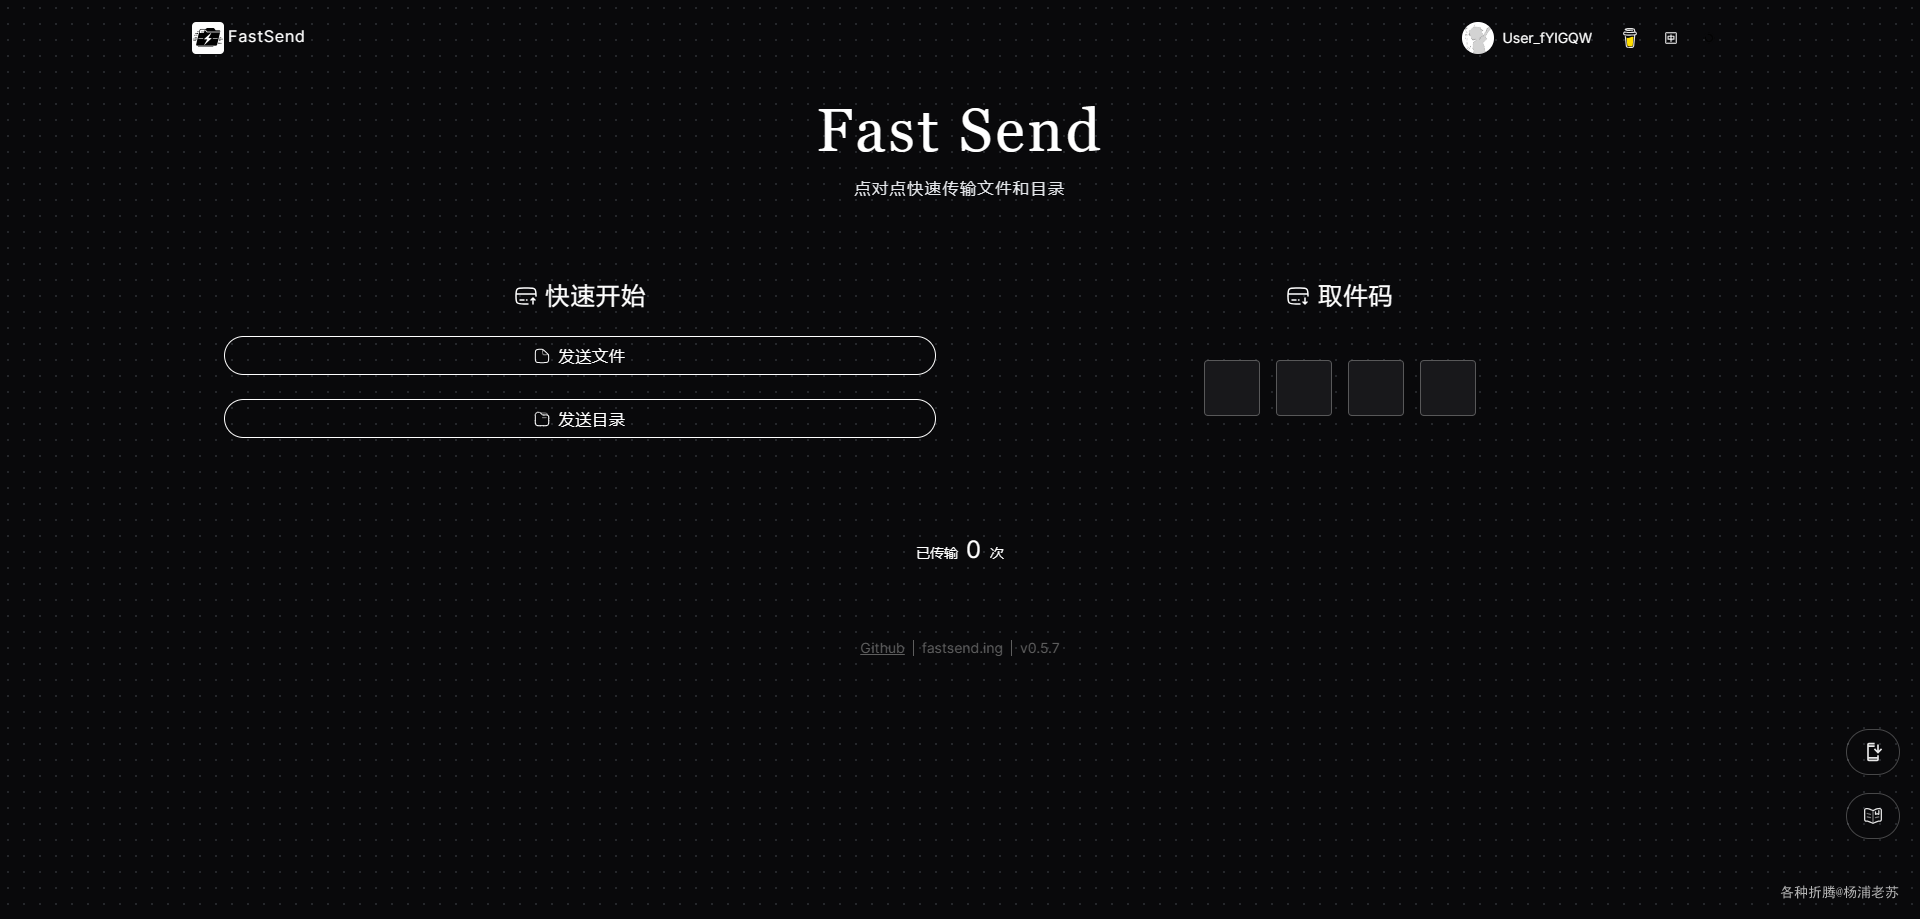 FastSend
User_fYIGQW
中
Fast Send
点对点快速传输文件和目录
快速开始
发送文件
发送目录
取件码
已传输 0 次
Github | fastsend.ing | v0.5.7
各种折腾@杨浦老苏